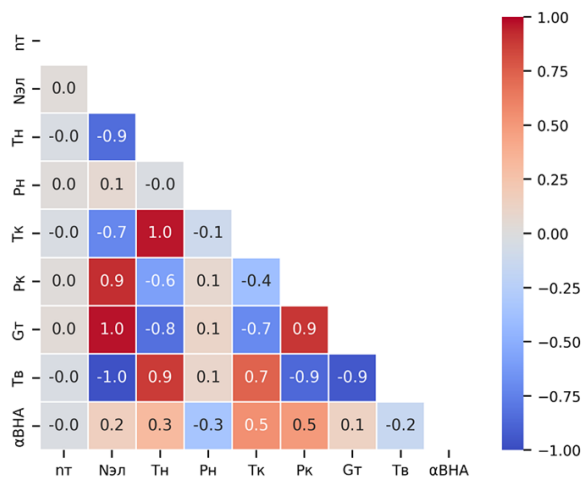 nт
Nэл 0.0
Tн -0.0 -0.9
Pн 0.0 0.1 -0.0
Tк -0.0 -0.7 1.0 -0.1
Pк 0.0 0.9 -0.6 0.1 -0.4
Gт 0.0 1.0 -0.8 0.1 -0.7 0.9
Tв -0.0 -1.0 0.9 0.1 0.7 -0.9 -0.9
αВНА -0.0 0.2 0.3 -0.3 0.5 0.5 0.1 -0.2
nт Nэл Tн Pн Tк Pк Gт Tв αВНА
1.00
0.75
0.50
0.25
0.00
−0.25
−0.50
−0.75
−1.00